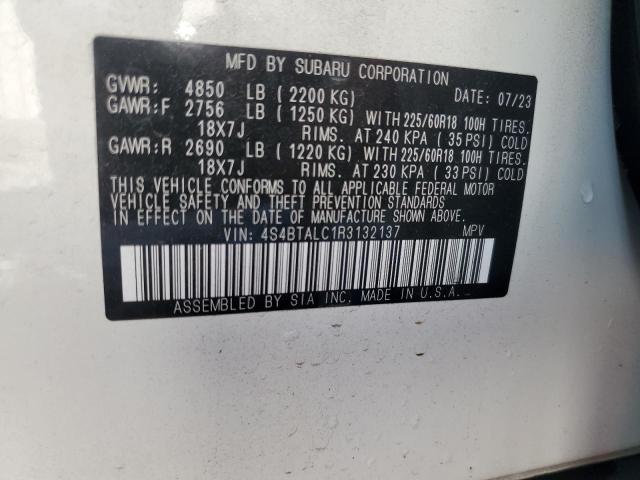 MFD BY SUBARU CORPORATION
GVWR: 4850 LB ( 2200 KG) DATE: 07/23
GAWR:F 2756 LB ( 1250 KG) WITH 225/60R18 100H TIRES.
18X7J RIMS. AT 240 KPA ( 35 PSI) COLD
GAWR:R 2690 LB ( 1220 KG) WITH 225/60R18 100H TIRES.
18X7J RIMS. AT 230 KPA ( 33 PSI) COLD
THIS VEHICLE CONFORMS TO ALL APPLICABLE FEDERAL MOTOR
VEHICLE SAFETY AND THEFT PREVENTION STANDARDS
IN EFFECT ON THE DATE OF MANUFACTURE SHOWN ABOVE.
VIN: 4S4BTALC1R3132137 MPV
ASSEMBLED BY SIA INC. MADE IN U.S.A.